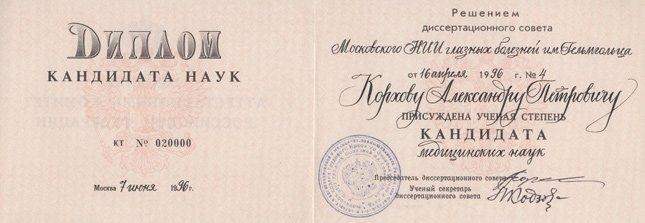 ДИПЛОМ
КАНДИДАТА НАУК
КТ № 020000
Москва 7 июня 1996 г.
Решением
диссертационного совета
Московского НИИ глазных болезней им Гельмгольца
от 16 апреля 1996 г. № 4
Корхову Александру Петровичу
ПРИСУЖДЕНА УЧЕНАЯ СТЕПЕНЬ
КАНДИДАТА
медицинских наук
Председатель диссертационного совета
Ученый секретарь
диссертационного совета